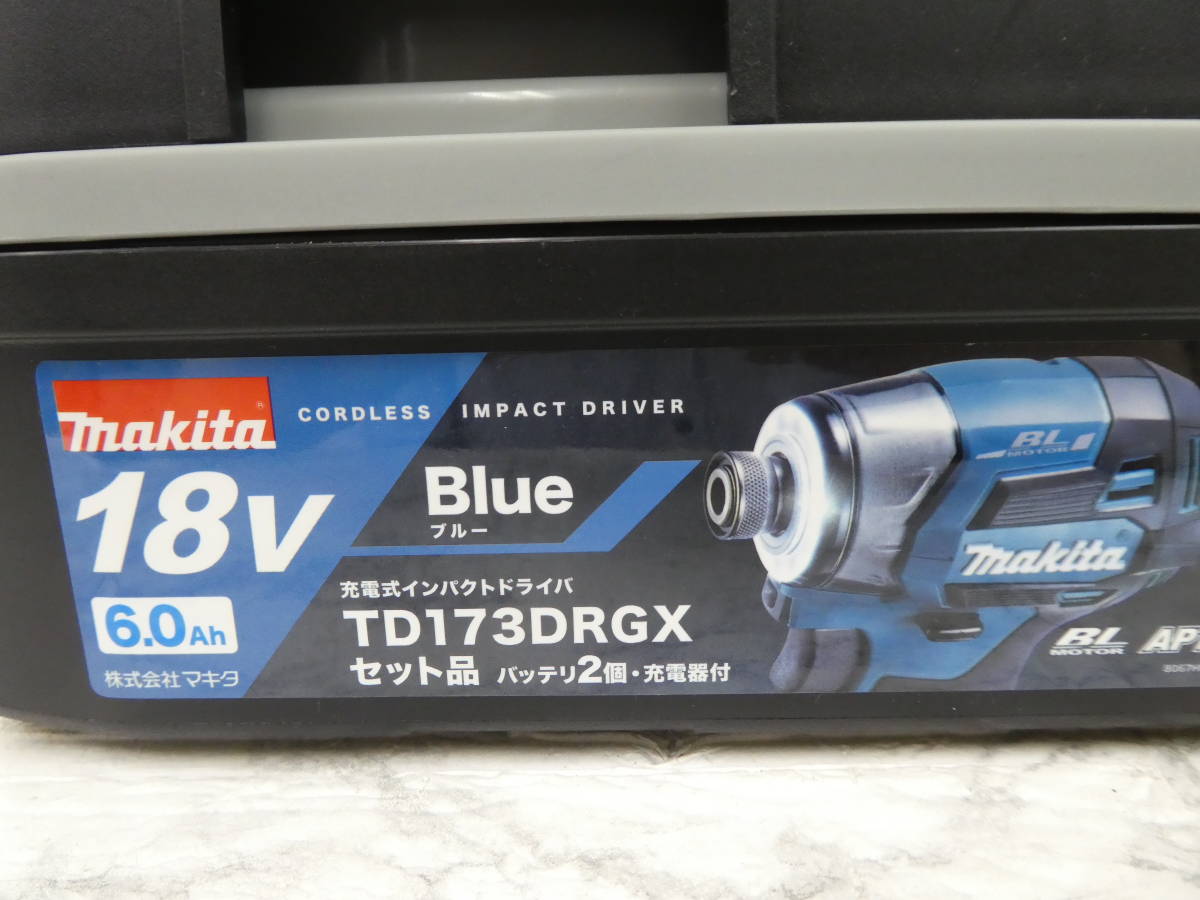 makita®
CORDLESS IMPACT DRIVER
18V
Blue
ブルー
6.0Ah
充電式インパクトドライバ
TD173DRGX
セット品 バッテリ2個・充電器付
株式会社マキタ
BL
MOTOR
makita
BL
MOTOR